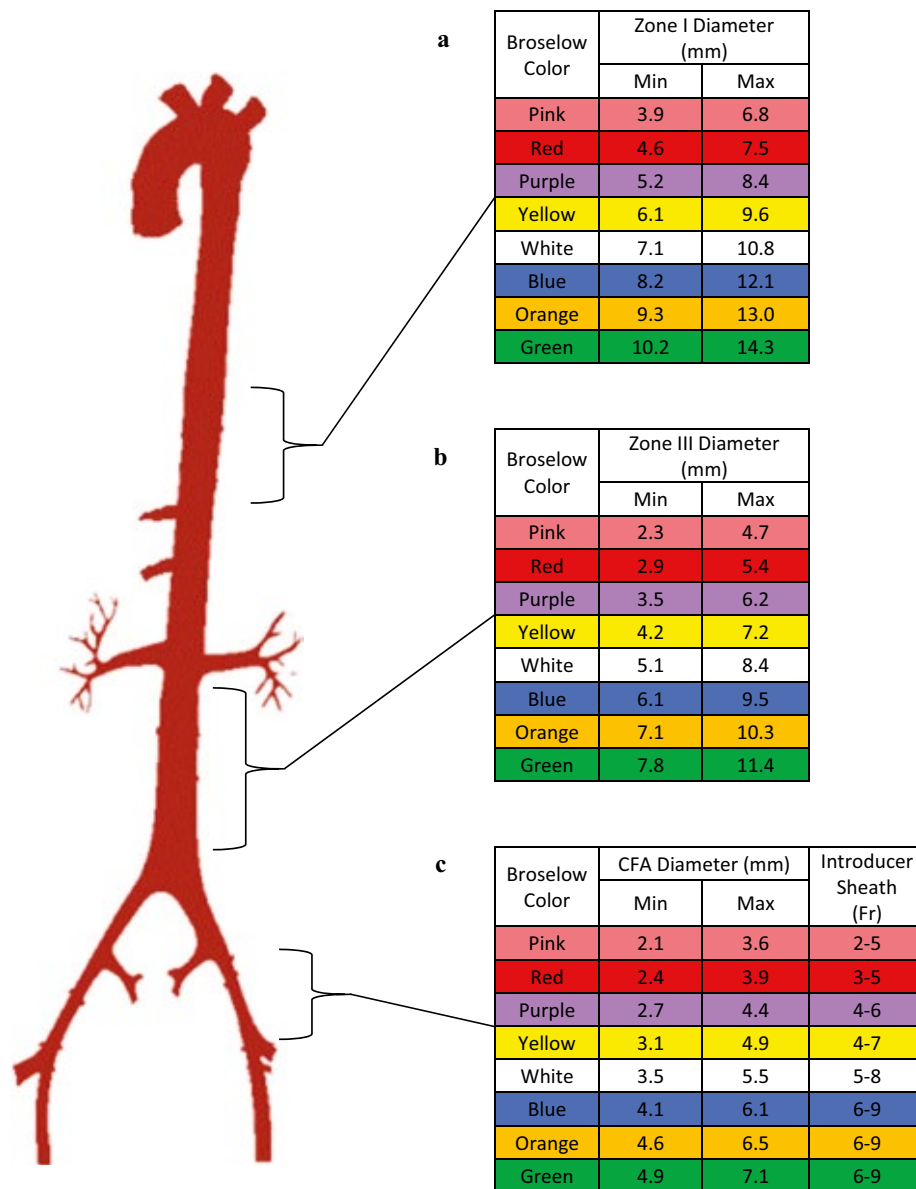 a
Broselow Color Zone I Diameter (mm)
Min Max
Pink 3.9 6.8
Red 4.6 7.5
Purple 5.2 8.4
Yellow 6.1 9.6
White 7.1 10.8
Blue 8.2 12.1
Orange 9.3 13.0
Green 10.2 14.3
b
Broselow Color Zone III Diameter (mm)
Min Max
Pink 2.3 4.7
Red 2.9 5.4
Purple 3.5 6.2
Yellow 4.2 7.2
White 5.1 8.4
Blue 6.1 9.5
Orange 7.1 10.3
Green 7.8 11.4
c
Broselow Color CFA Diameter (mm) Introducer Sheath (Fr)
Min Max
Pink 2.1 3.6 2-5
Red 2.4 3.9 3-5
Purple 2.7 4.4 4-6
Yellow 3.1 4.9 4-7
White 3.5 5.5 5-8
Blue 4.1 6.1 6-9
Orange 4.6 6.5 6-9
Green 4.9 7.1 6-9